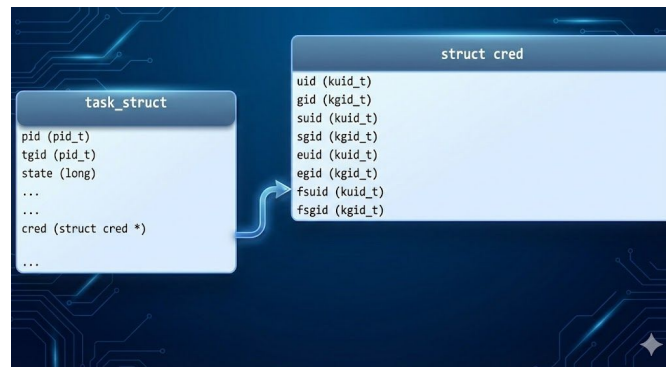 task_struct
pid (pid_t)
tgid (pid_t)
state (long)
...
...
cred (struct cred *)
...
struct cred
uid (kuid_t)
gid (kgid_t)
suid (kuid_t)
sgid (kgid_t)
euid (kuid_t)
egid (kgid_t)
fsuid (kuid_t)
fsgid (kgid_t)